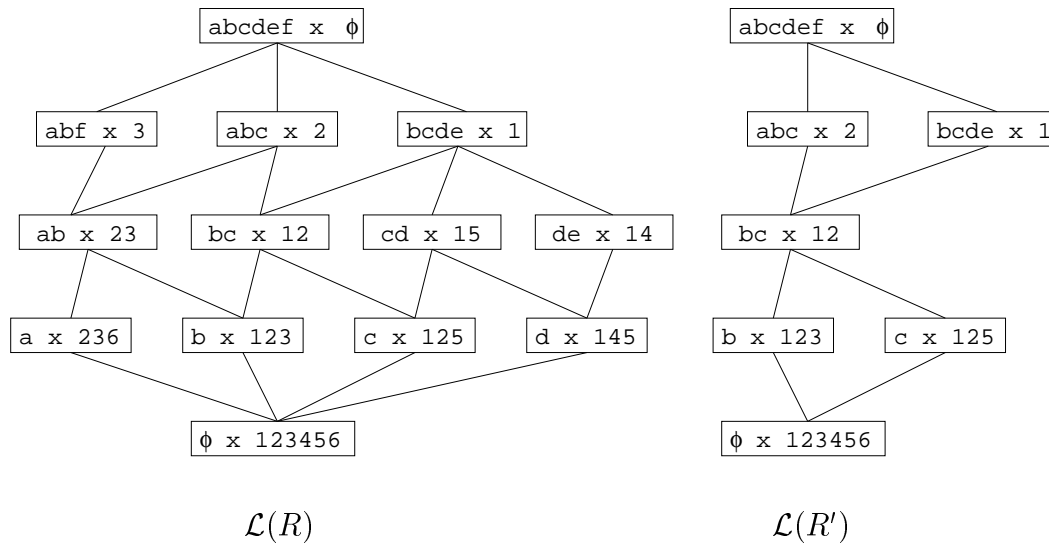 abcdef x ϕ
abcdef x ϕ
abf x 3
abc x 2
bcde x 1
abc x 2
bcde x 1
ab x 23
bc x 12
cd x 15
de x 14
bc x 12
a x 236
b x 123
c x 125
d x 145
b x 123
c x 125
ϕ x 123456
ϕ x 123456
ℒ(R)
ℒ(R′)